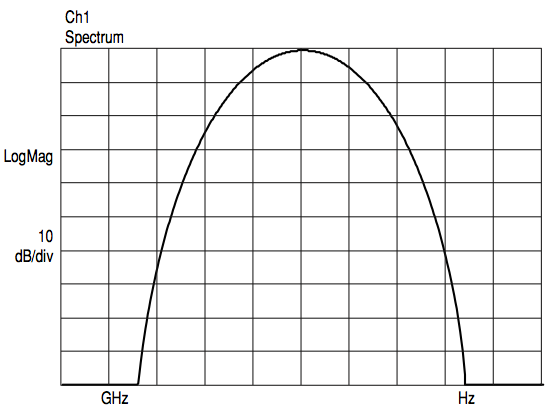 Ch1
Spectrum
LogMag
10
dB/div
GHz
Hz